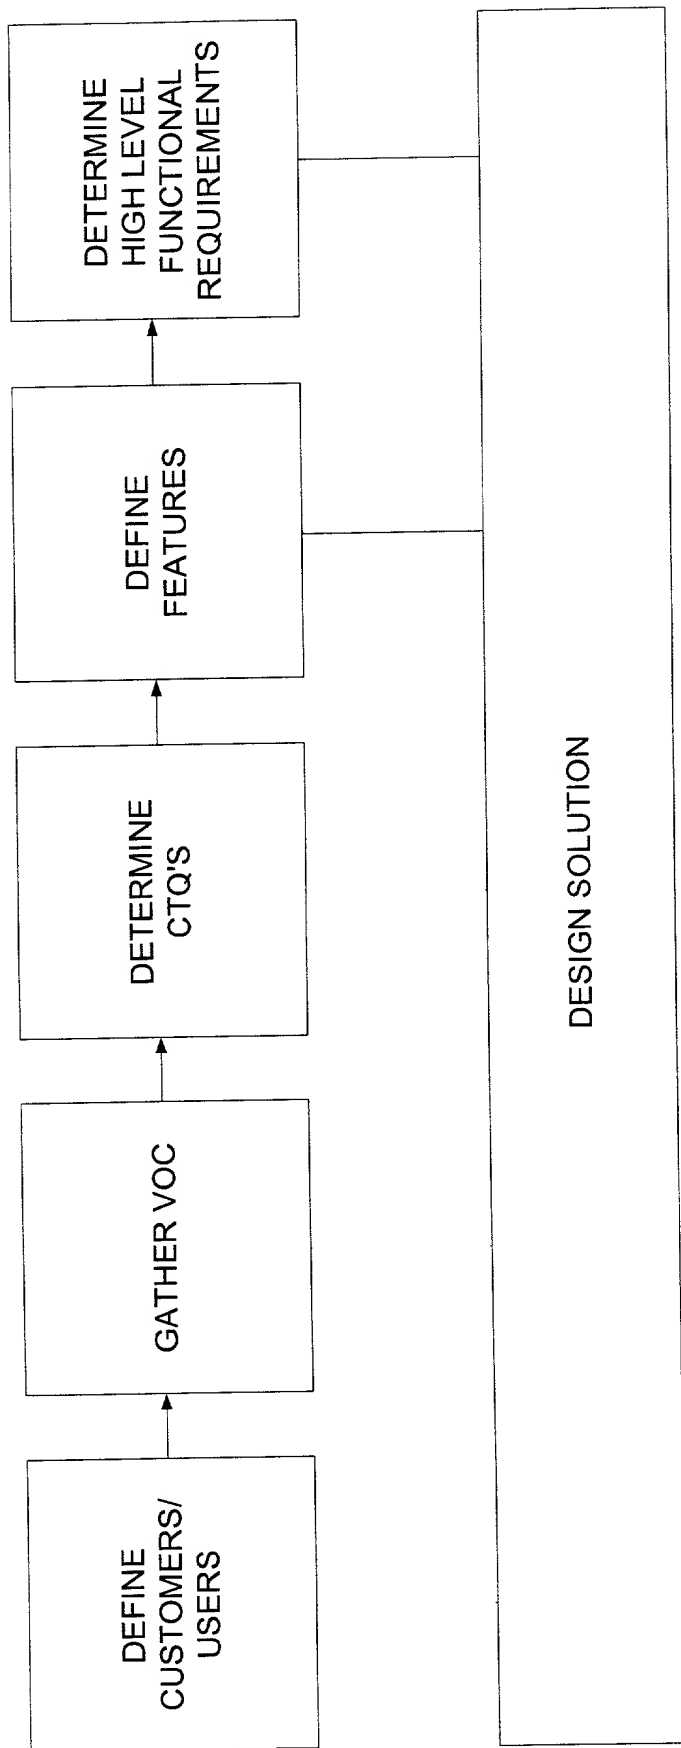 DEFINE
CUSTOMERS/
USERS
GATHER VOC
DETERMINE
CTQ'S
DEFINE
FEATURES
DETERMINE
HIGH LEVEL
FUNCTIONAL
REQUIREMENTS
DESIGN SOLUTION